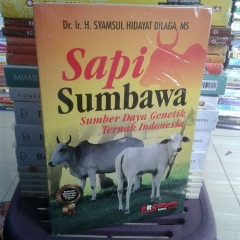 Dr. Ir. H. SYAMSUL HIDAYAT DILAGA, MS
Sapi
Sumbawa
Sumber Daya Genetik
Ternak Indonesia